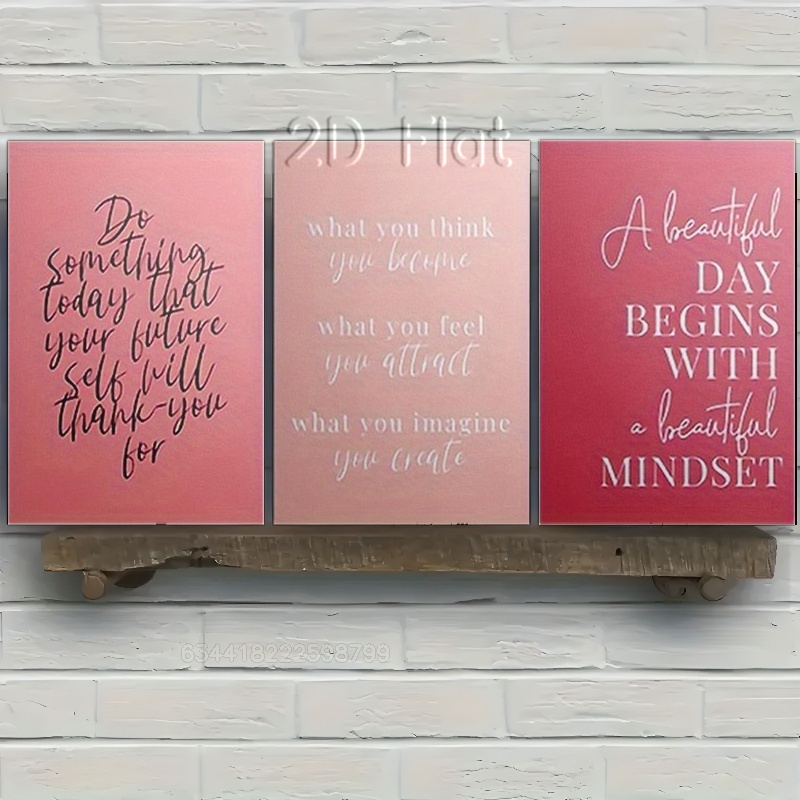 2D Flat
Do
something
today that
your future
self will
thank-you
for
what you think
you become
what you feel
you attract
what you imagine
you create
A beautiful
DAY
BEGINS
WITH
a beautiful
MINDSET